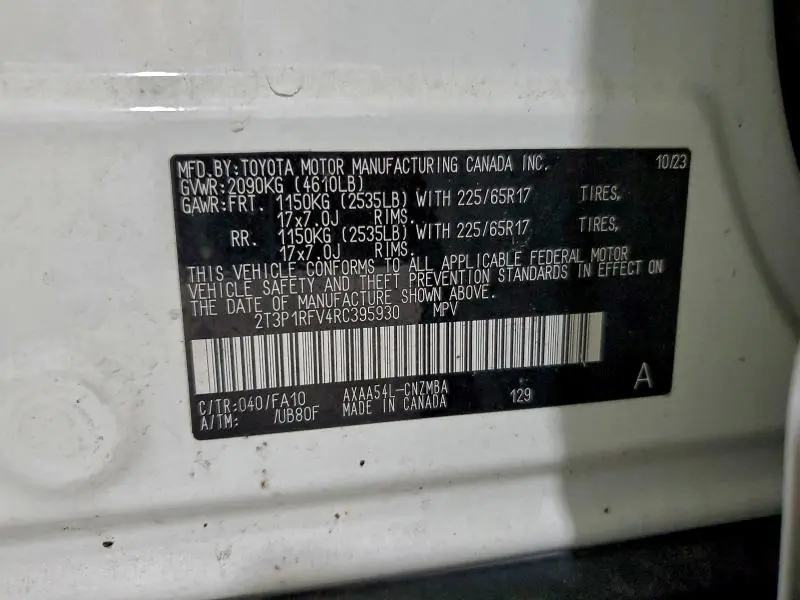 MFD.BY:TOYOTA MOTOR MANUFACTURING CANADA INC. 10/23
GVWR:2090KG (4610LB)
GAWR:FRT. 1150KG (2535LB) WITH 225/65R17 TIRES,
17x7.0J RIMS.
RR. 1150KG (2535LB) WITH 225/65R17 TIRES,
17x7.0J RIMS.
THIS VEHICLE CONFORMS TO ALL APPLICABLE FEDERAL MOTOR
VEHICLE SAFETY AND THEFT PREVENTION STANDARDS IN EFFECT ON
THE DATE OF MANUFACTURE SHOWN ABOVE.
2T3P1RFV4RC395930 MPV
C/TR:040/FA10 AXAA54L-CNZMBA 129 A
A/TM: /UB80F MADE IN CANADA